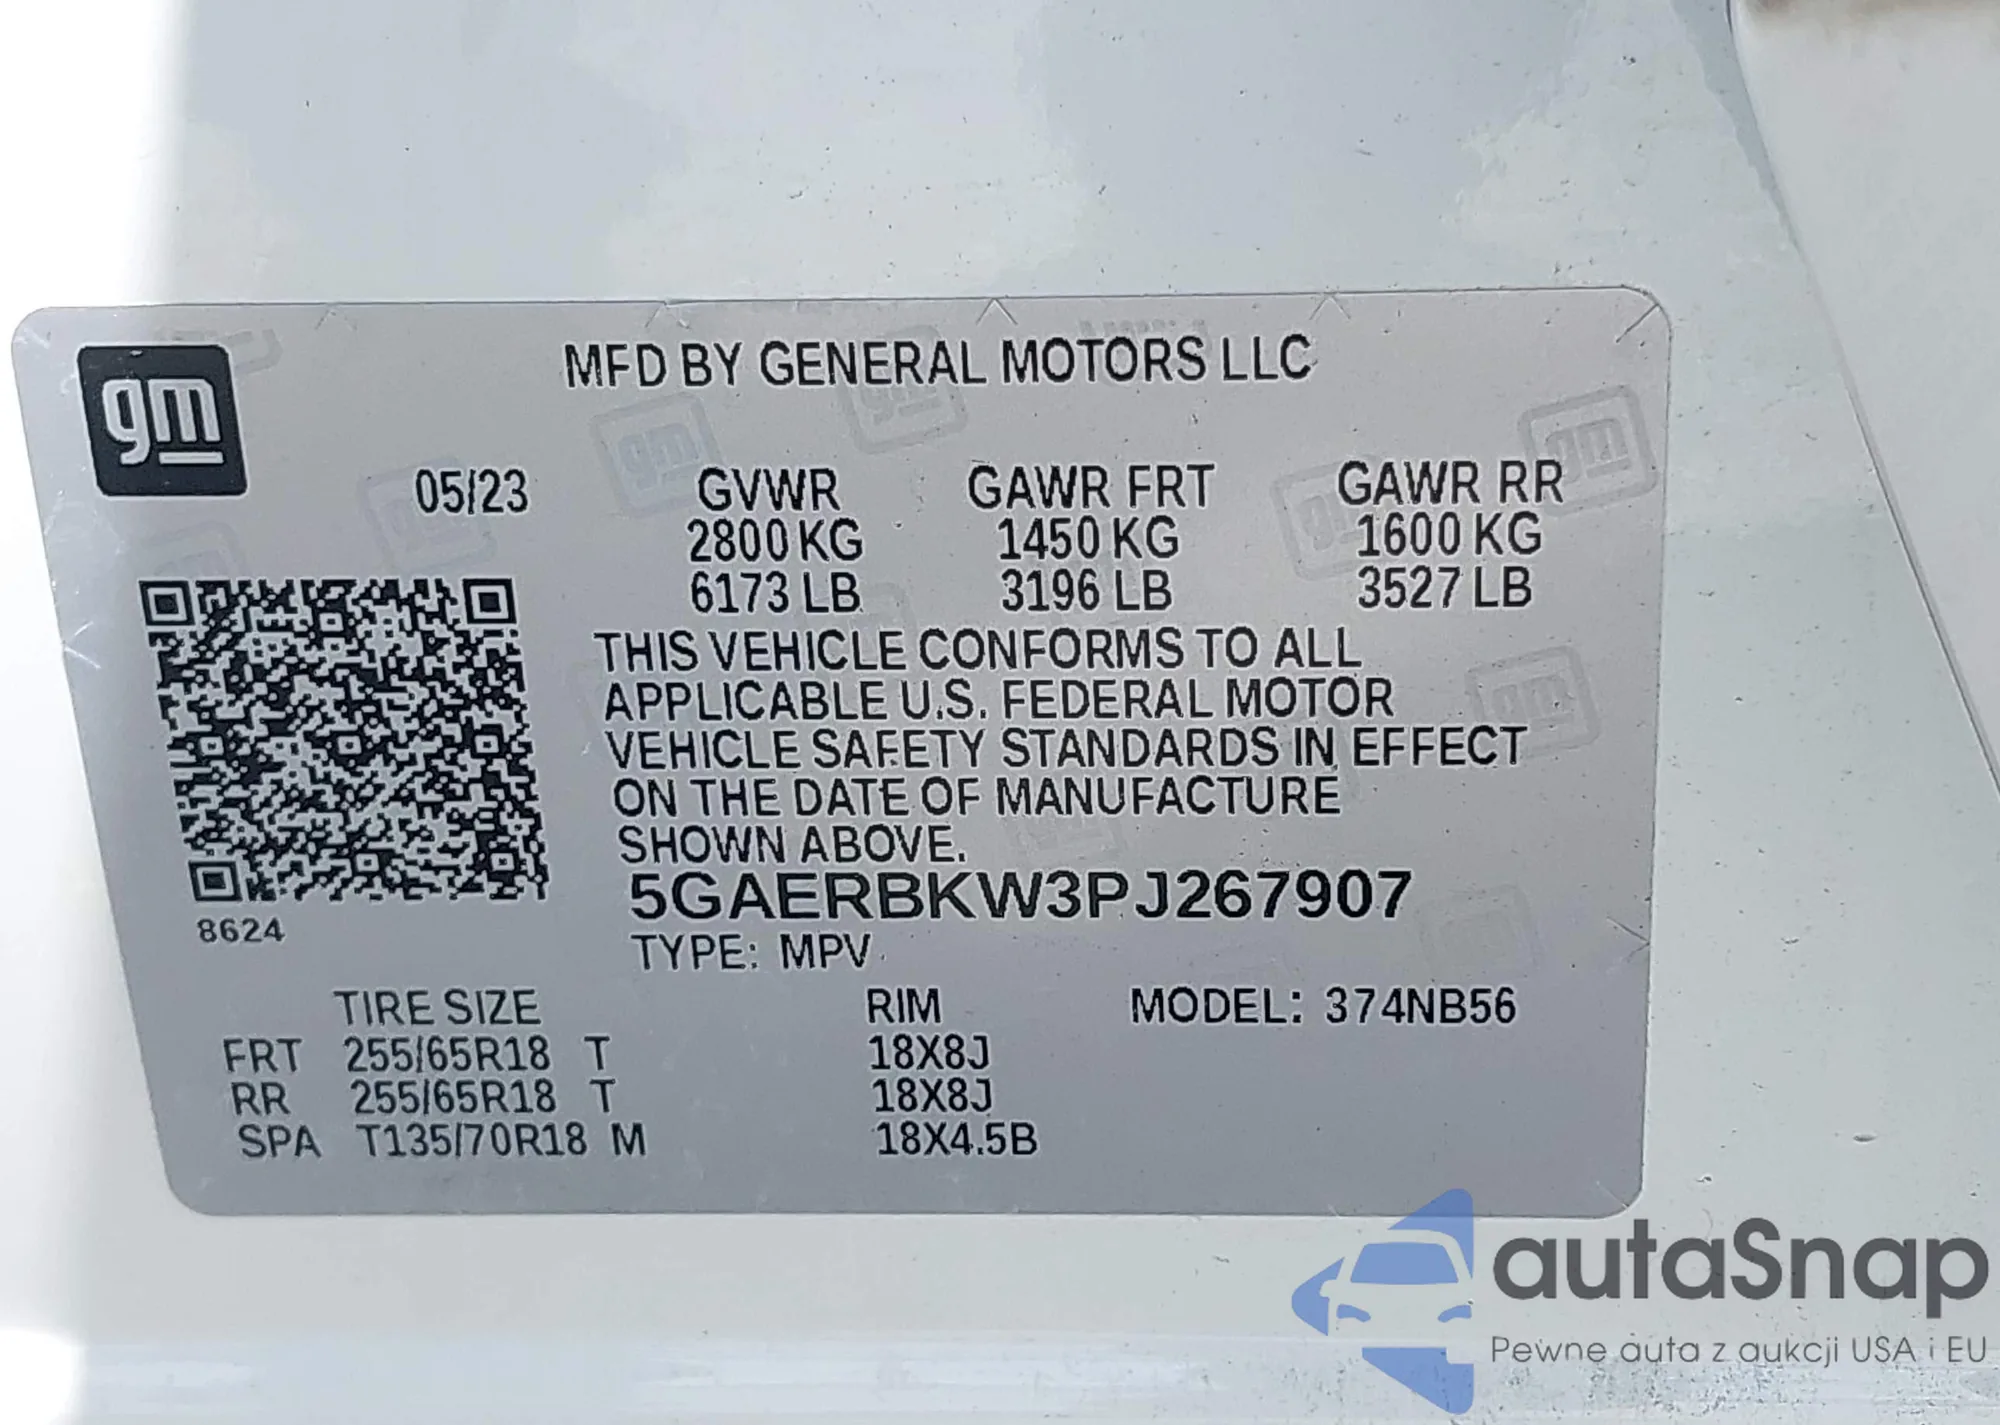 MFD BY GENERAL MOTORS LLC
gm
05/23 GVWR GAWR FRT GAWR RR
2800 KG 1450 KG 1600 KG
6173 LB 3196 LB 3527 LB
THIS VEHICLE CONFORMS TO ALL
APPLICABLE U.S. FEDERAL MOTOR
VEHICLE SAFETY STANDARDS IN EFFECT
ON THE DATE OF MANUFACTURE
SHOWN ABOVE.
5GAERBKW3PJ267907
8624
TYPE: MPV
TIRE SIZE RIM MODEL: 374NB56
FRT 255/65R18 T 18X8J
RR 255/65R18 T 18X8J
SPA T135/70R18 M 18X4.5B
autaSnap
Pewne auta z aukcji USA i EU